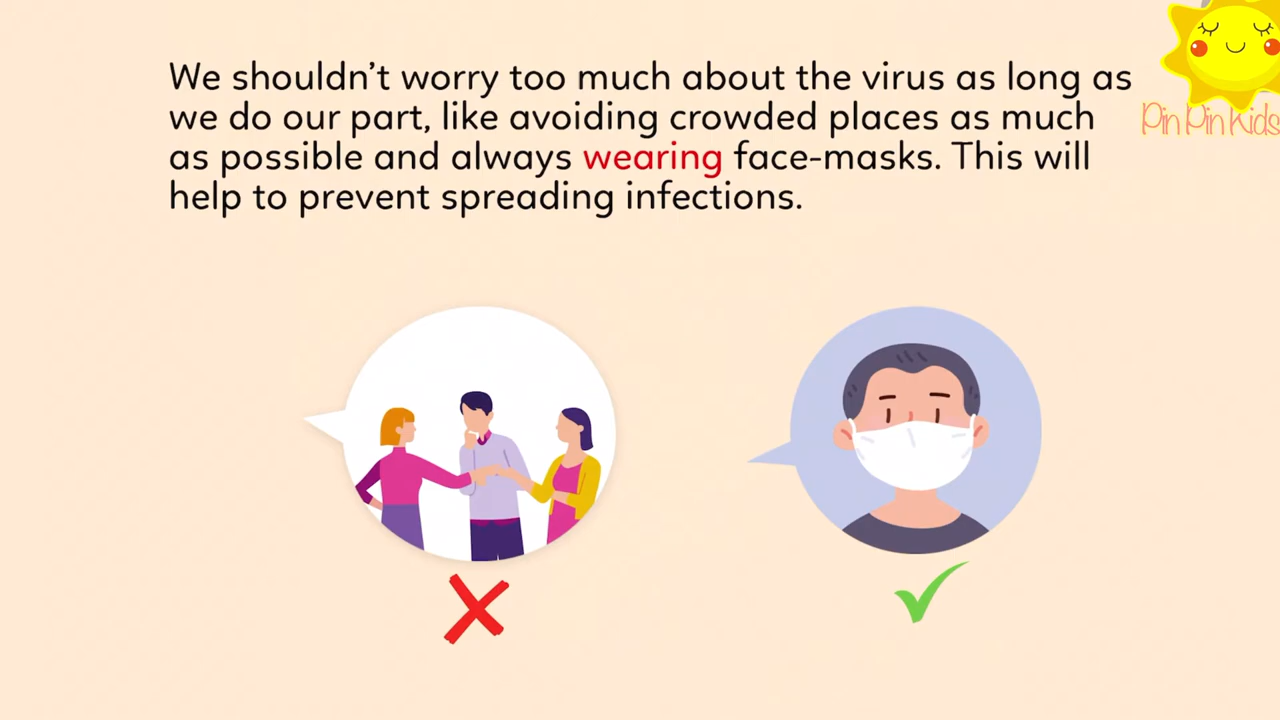 We shouldn’t worry too much about the virus as long as
we do our part, like avoiding crowded places as much
as possible and always wearing face-masks. This will
help to prevent spreading infections.
Pin Pin Kids